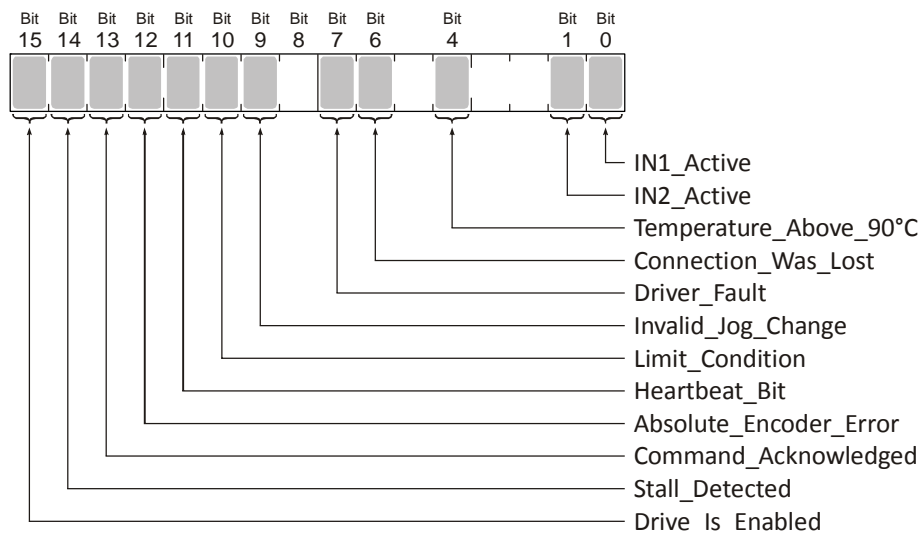 Bit Bit Bit Bit Bit Bit Bit Bit Bit Bit Bit Bit Bit
15 14 13 12 11 10 9 8 7 6 4 1 0
IN1_Active
IN2_Active
Temperature_Above_90°C
Connection_Was_Lost
Driver_Fault
Invalid_Jog_Change
Limit_Condition
Heartbeat_Bit
Absolute_Encoder_Error
Command_Acknowledged
Stall_Detected
Drive Is Enabled